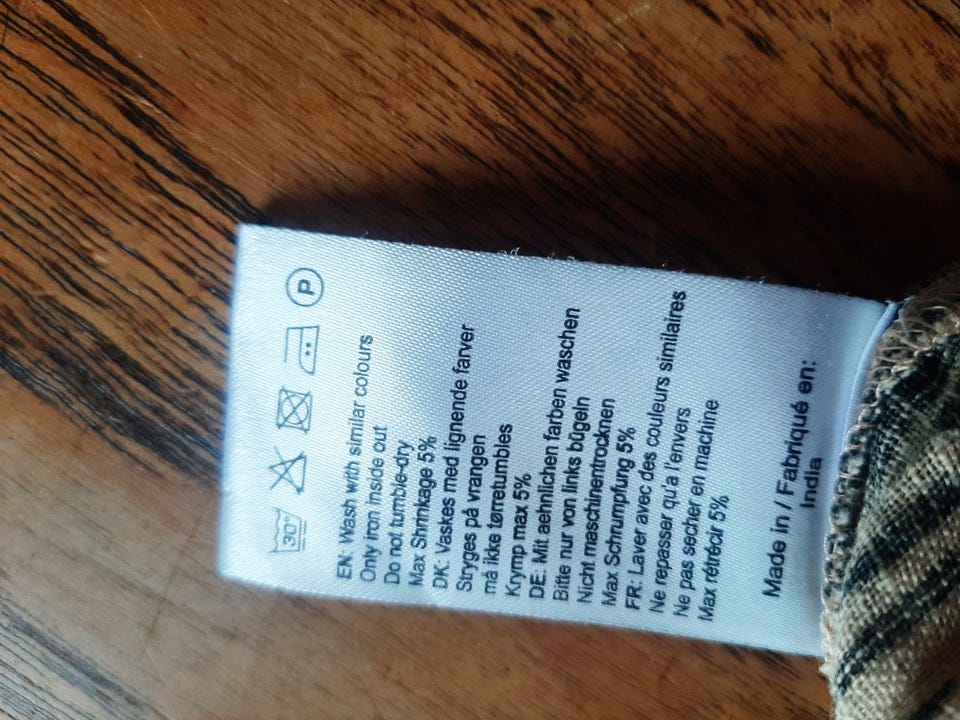 30° P
EN: Wash with similar colours
Only iron inside out
Do not tumble-dry
Max Shrinkage 5%
DK: Vaskes med lignende farver
Stryges på vrangen
må ikke tørretumbles
Krymp max 5%
DE: Mit aehnlichen farben waschen
Bitte nur von links bügeln
Nicht maschinentrocknen
Max Schrumpfung 5%
FR: Laver avec des couleurs similaires
Ne repasser qu'a l'envers
Ne pas secher en machine
Max rétrécir 5%
Made in / Fabriqué en:
India